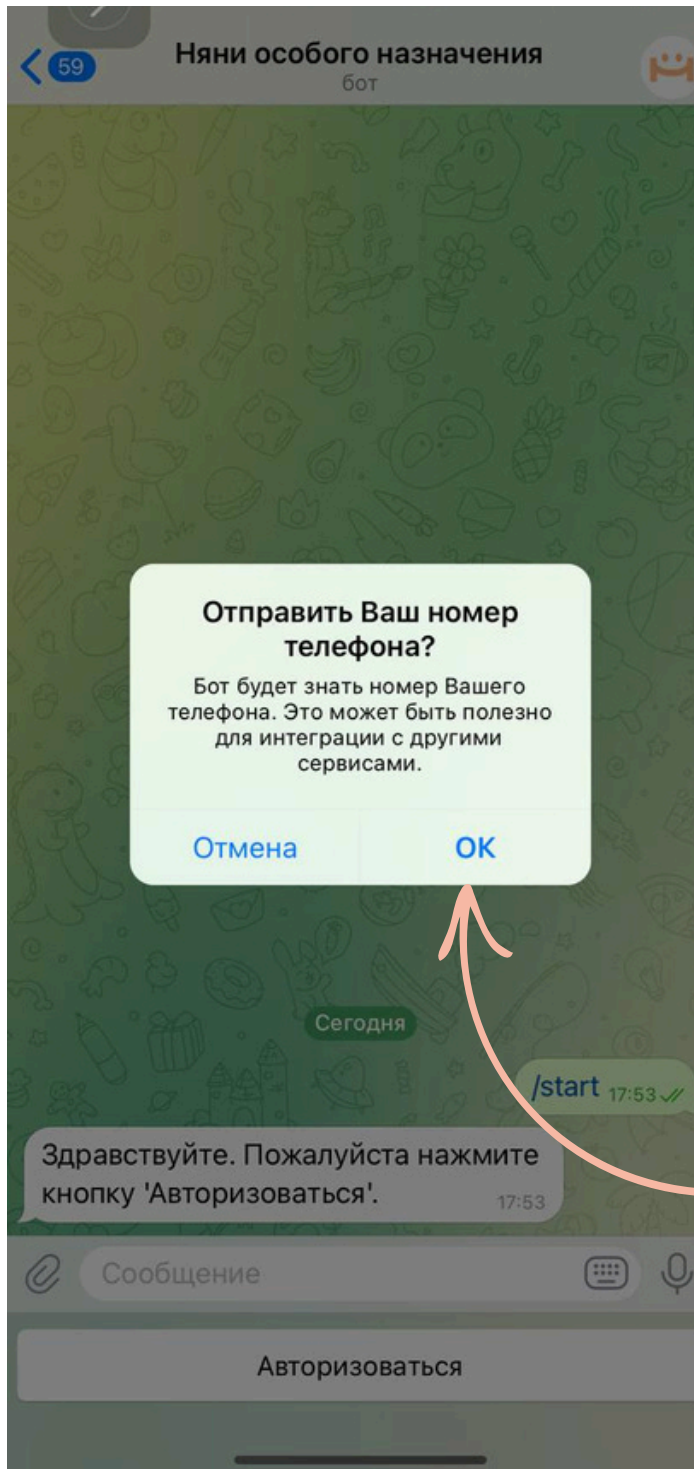 59
Няни особого назначения
бот
Отправить Ваш номер
телефона?
Бот будет знать номер Вашего
телефона. Это может быть полезно
для интеграции с другими
сервисами.
Отмена
ОК
Сегодня
/start 17:53
Здравствуйте. Пожалуйста нажмите
кнопку 'Авторизоваться'. 17:53
Сообщение
Авторизоваться